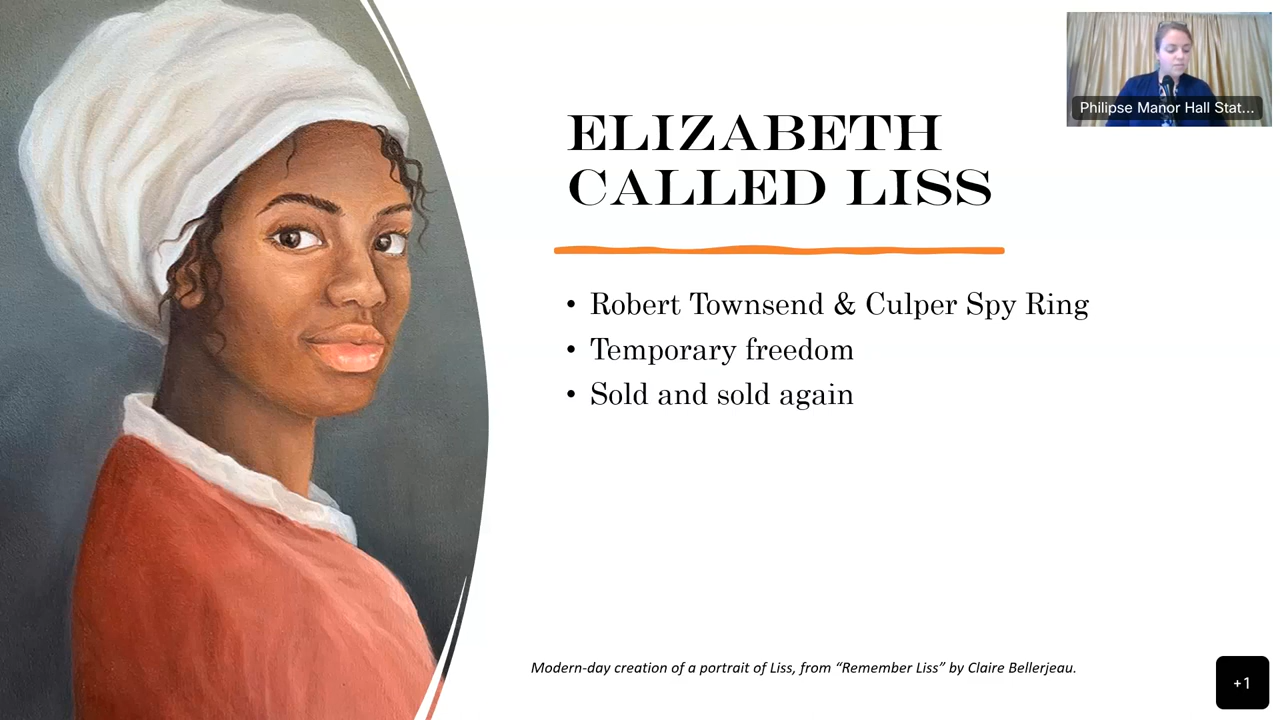 Philipse Manor Hall Stat...
ELIZABETH
CALLED LISS
• Robert Townsend & Culper Spy Ring
• Temporary freedom
• Sold and sold again
Modern-day creation of a portrait of Liss, from “Remember Liss” by Claire Bellerjeau.
+1